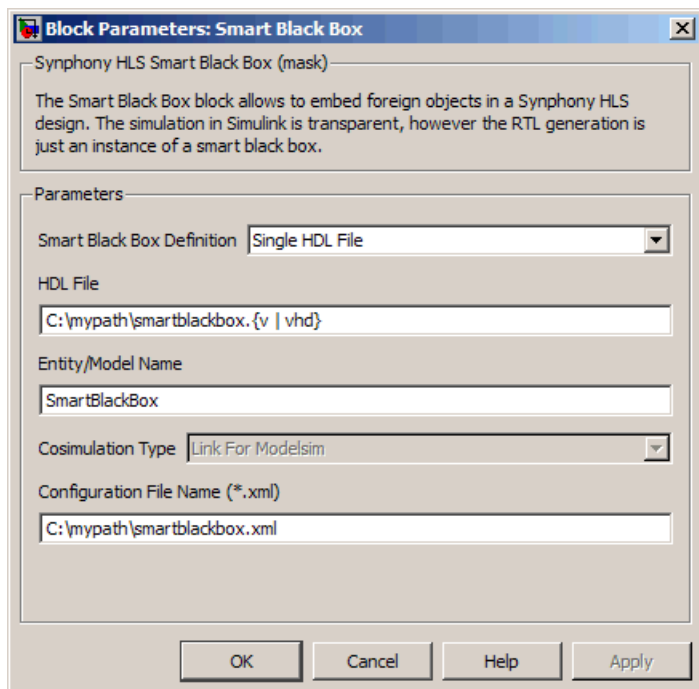 Block Parameters: Smart Black Box
Synphony HLS Smart Black Box (mask)
The Smart Black Box block allows to embed foreign objects in a Synphony HLS
design. The simulation in Simulink is transparent, however the RTL generation is
just an instance of a smart black box.
Parameters
Smart Black Box Definition Single HDL File
HDL File
C:\mypath\smartblackbox.{v | vhd}
Entity/Model Name
SmartBlackBox
Cosimulation Type Link For Modelsim
Configuration File Name (*.xml)
C:\mypath\smartblackbox.xml
OK Cancel Help Apply